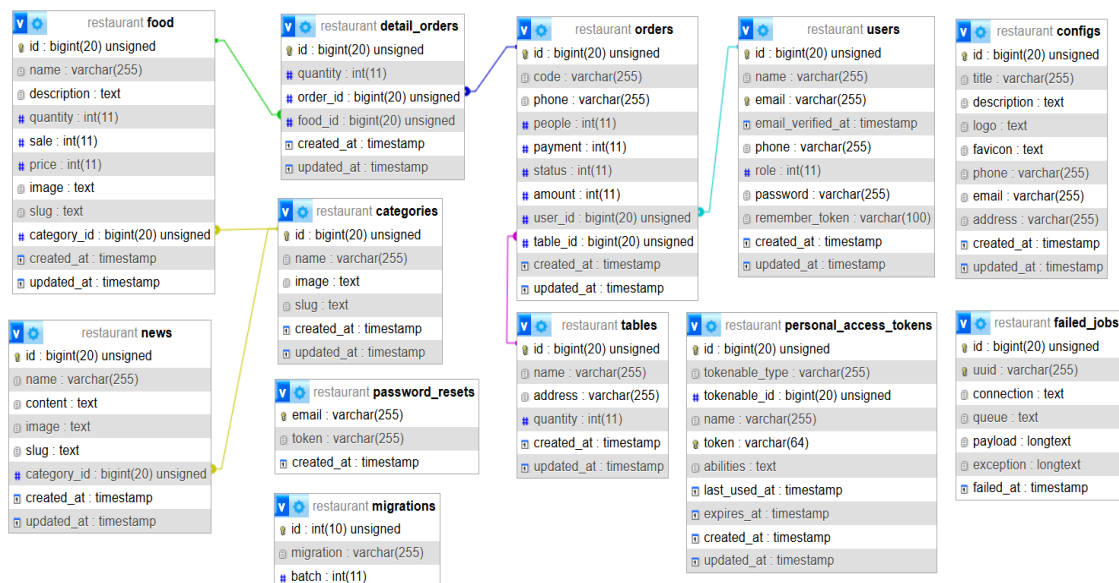 restaurant food
id : bigint(20) unsigned
name : varchar(255)
description : text
quantity : int(11)
sale : int(11)
price : int(11)
image : text
slug : text
category_id : bigint(20) unsigned
created_at : timestamp
updated_at : timestamp
restaurant detail_orders
id : bigint(20) unsigned
quantity : int(11)
order_id : bigint(20) unsigned
food_id : bigint(20) unsigned
created_at : timestamp
updated_at : timestamp
restaurant orders
id : bigint(20) unsigned
code : varchar(255)
phone : varchar(255)
people : int(11)
payment : int(11)
status : int(11)
amount : int(11)
user_id : bigint(20) unsigned
table_id : bigint(20) unsigned
created_at : timestamp
updated_at : timestamp
restaurant users
id : bigint(20) unsigned
name : varchar(255)
email : varchar(255)
email_verified_at : timestamp
phone : varchar(255)
role : int(11)
password : varchar(255)
remember_token : varchar(100)
created_at : timestamp
updated_at : timestamp
restaurant configs
id : bigint(20) unsigned
title : varchar(255)
description : text
logo : text
favicon : text
phone : varchar(255)
email : varchar(255)
address : varchar(255)
created_at : timestamp
updated_at : timestamp
restaurant categories
id : bigint(20) unsigned
name : varchar(255)
image : text
slug : text
created_at : timestamp
updated_at : timestamp
restaurant news
id : bigint(20) unsigned
name : varchar(255)
content : text
image : text
slug : text
category_id : bigint(20) unsigned
created_at : timestamp
updated_at : timestamp
restaurant password_resets
email : varchar(255)
token : varchar(255)
created_at : timestamp
restaurant tables
id : bigint(20) unsigned
name : varchar(255)
address : varchar(255)
quantity : int(11)
created_at : timestamp
updated_at : timestamp
restaurant personal_access_tokens
id : bigint(20) unsigned
tokenable_type : varchar(255)
tokenable_id : bigint(20) unsigned
name : varchar(255)
token : varchar(64)
abilities : text
last_used_at : timestamp
expires_at : timestamp
created_at : timestamp
updated_at : timestamp
restaurant failed_jobs
id : bigint(20) unsigned
uuid : varchar(255)
connection : text
queue : text
payload : longtext
exception : longtext
failed_at : timestamp
restaurant migrations
id : int(10) unsigned
migration : varchar(255)
batch : int(11)